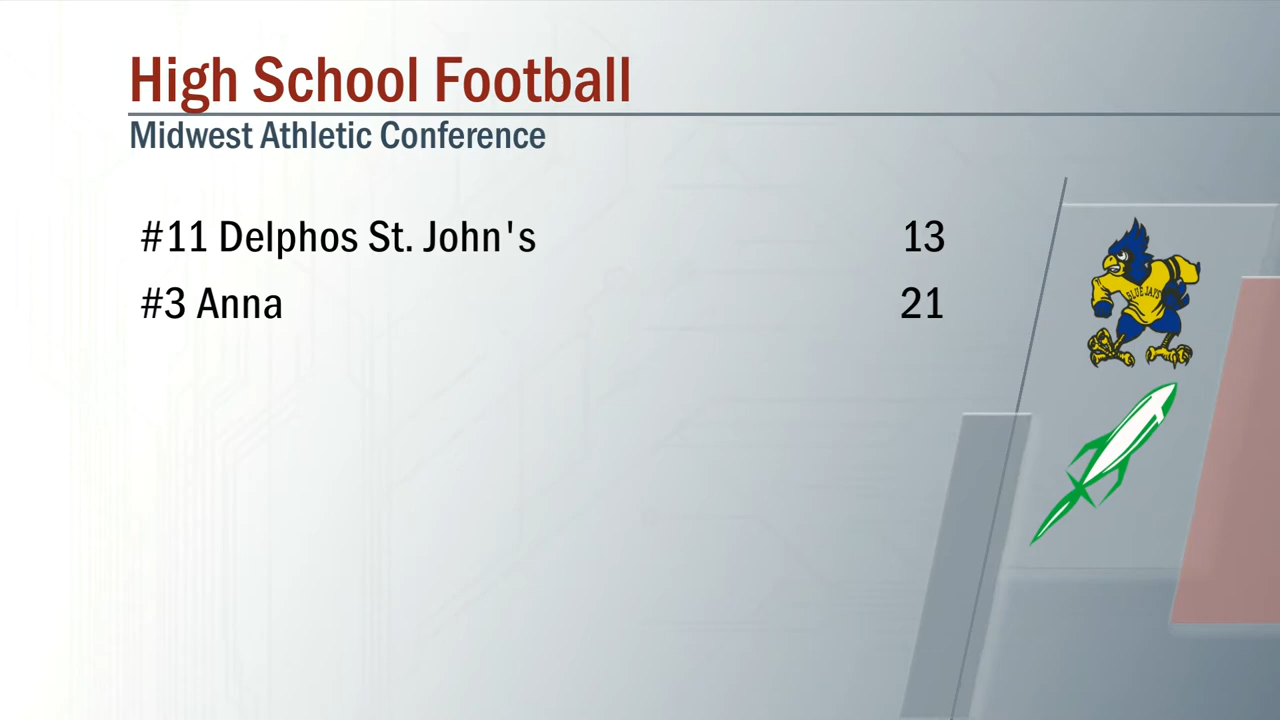 High School Football
Midwest Athletic Conference
#11 Delphos St. John's 13
#3 Anna 21
BLUE JAYS